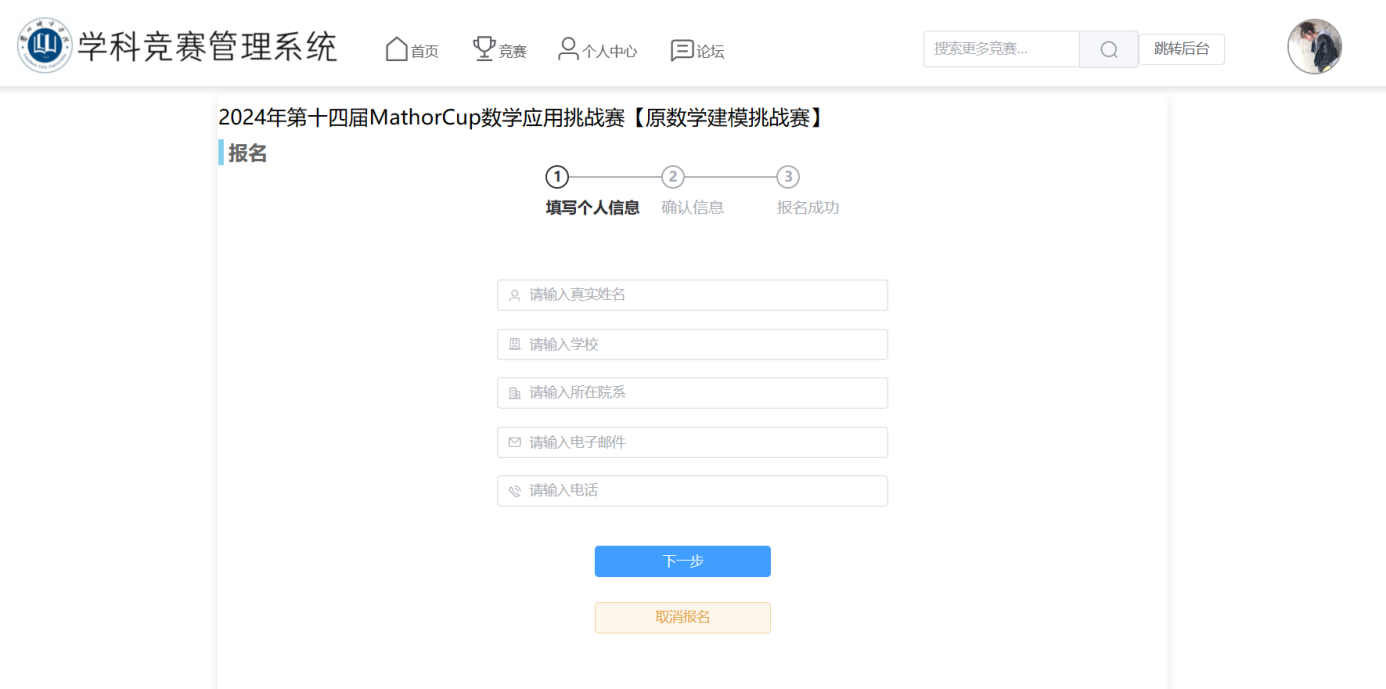 学科竞赛管理系统
首页
竞赛
个人中心
论坛
搜索更多竞赛...
跳转后台
2024年第十四届MathorCup数学应用挑战赛【原数学建模挑战赛】
报名
1
2
3
填写个人信息
确认信息
报名成功
请输入真实姓名
请输入学校
请输入所在院系
请输入电子邮件
请输入电话
下一步
取消报名